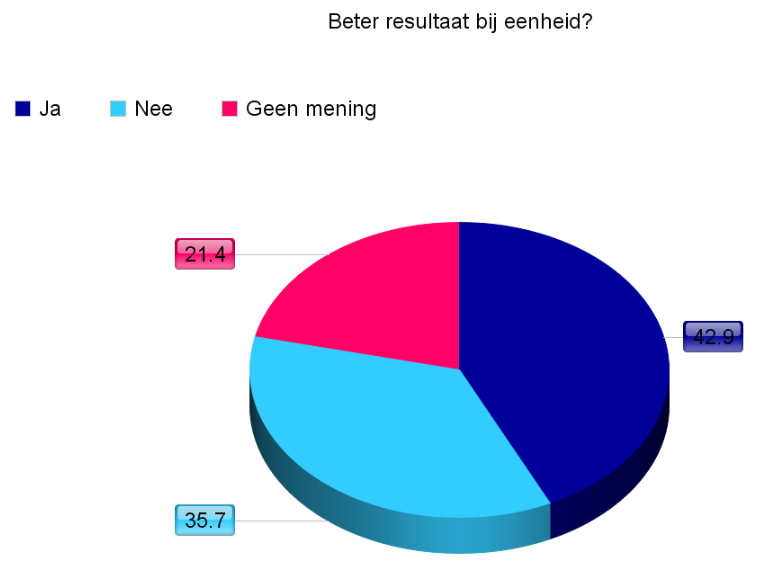 Beter resultaat bij eenheid?
Ja Nee Geen mening
21.4
42.9
35.7